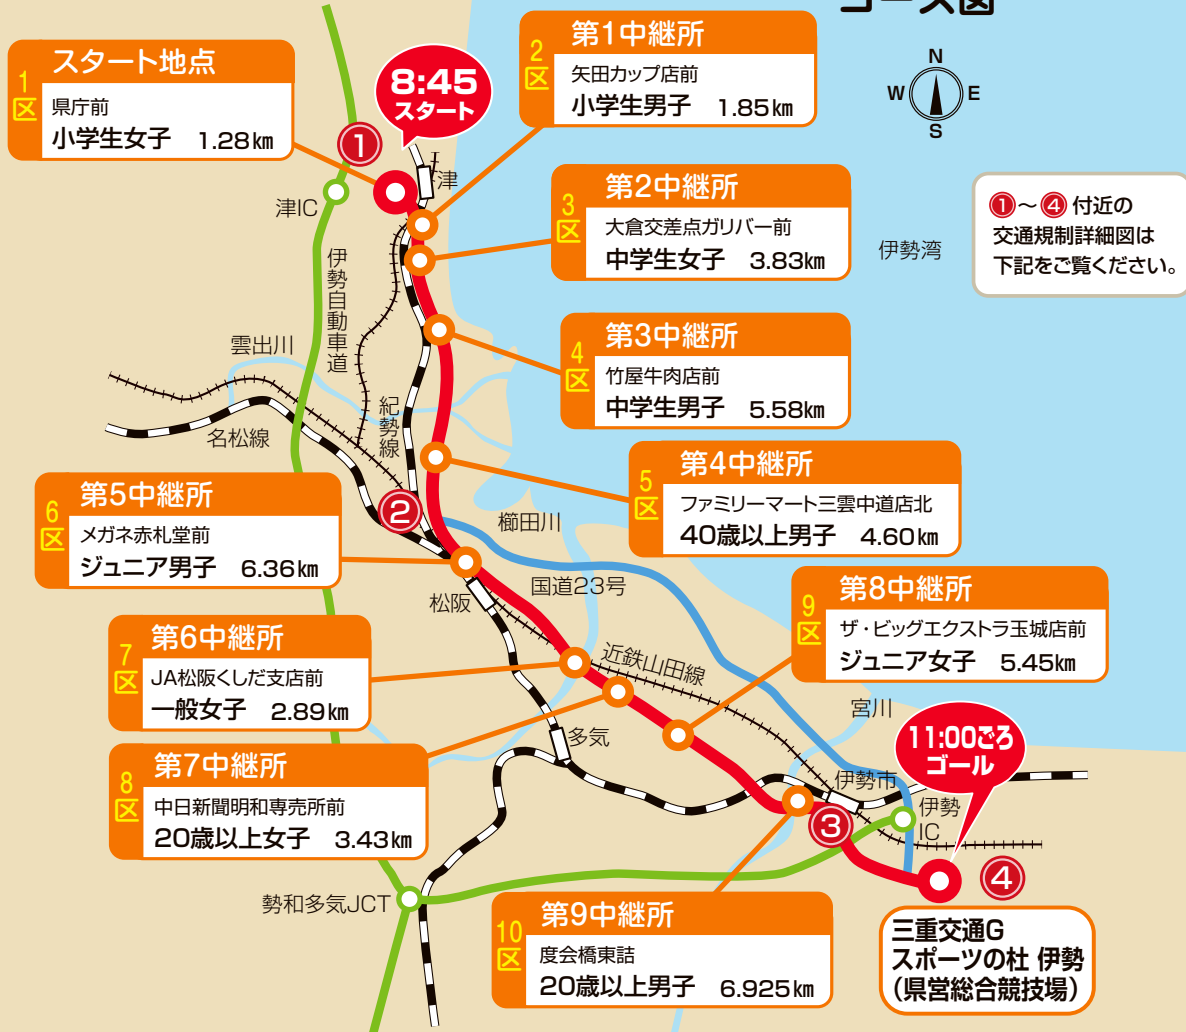 コース図
N
W E
S
1区
スタート地点
県庁前
小学生女子 1.28km
8:45
スタート
2区
第1中継所
矢田カップ店前
小学生男子 1.85km
3区
第2中継所
大倉交差点ガリバー前
中学生女子 3.83km
4区
第3中継所
竹屋牛肉店前
中学生男子 5.58km
5区
第4中継所
ファミリーマート三雲中道店北
40歳以上男子 4.60km
6区
第5中継所
メガネ赤札堂前
ジュニア男子 6.36km
7区
第6中継所
JA松阪くしだ支店前
一般女子 2.89km
8区
第7中継所
中日新聞明和専売所前
20歳以上女子 3.43km
9区
第8中継所
ザ・ビッグエクストラ玉城店前
ジュニア女子 5.45km
10区
第9中継所
度会橋東詰
20歳以上男子 6.925km
11:00ごろ
ゴール
三重交通G
スポーツの杜 伊勢
(県営総合競技場)
①~④付近の
交通規制詳細図は
下記をご覧ください。
①
②
③
④
津
津IC
伊勢自動車道
伊勢湾
雲出川
紀勢線
名松線
櫛田川
国道23号
松阪
近鉄山田線
多気
宮川
伊勢市
伊勢
IC
勢和多気JCT